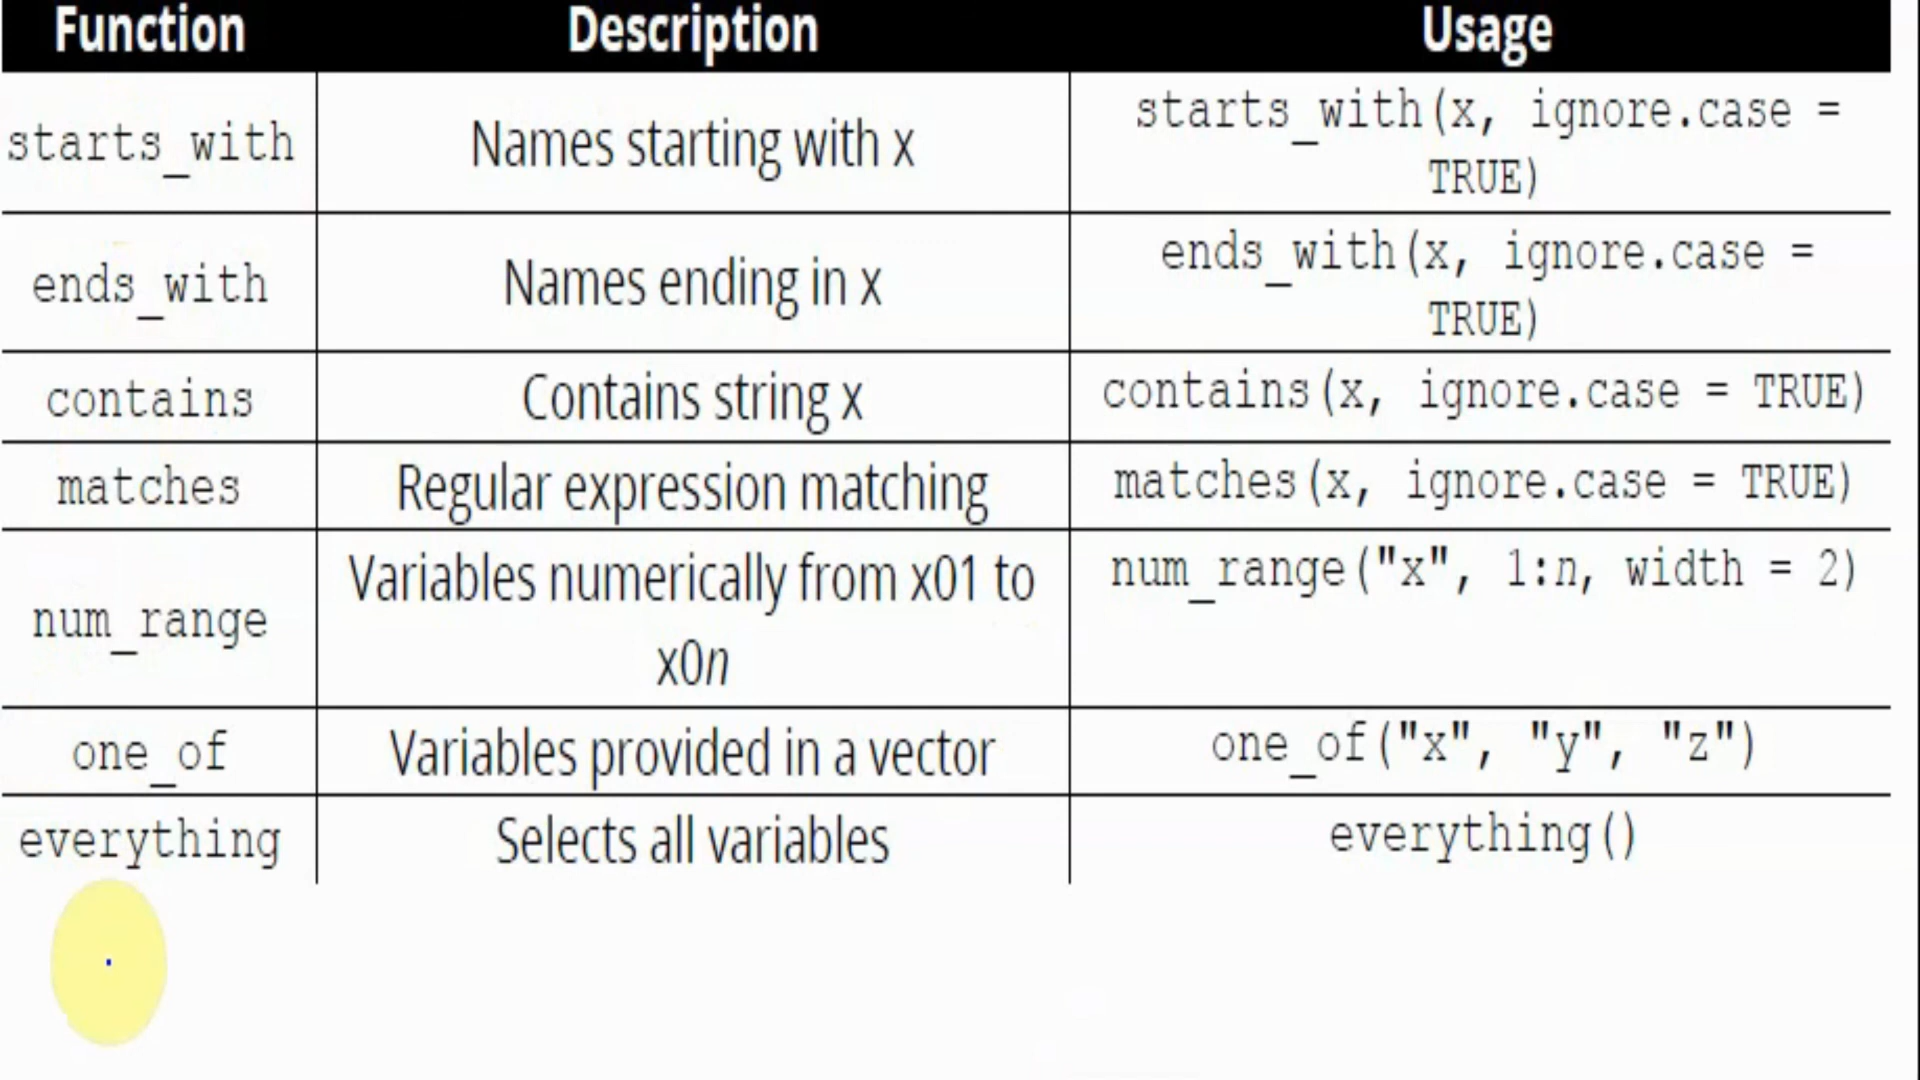 Function Description Usage
starts_with Names starting with x starts_with(x, ignore.case =
TRUE)
ends_with Names ending in x ends_with(x, ignore.case =
TRUE)
contains Contains string x contains(x, ignore.case = TRUE)
matches Regular expression matching matches(x, ignore.case = TRUE)
num_range Variables numerically from x01 to
x0n
num_range("x", 1:n, width = 2)
one_of Variables provided in a vector one_of("x", "y", "z")
everything Selects all variables everything()